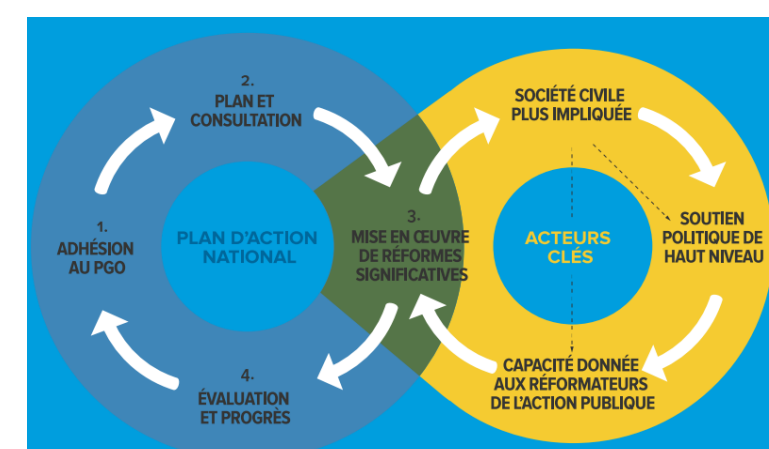 2.
PLAN ET
CONSULTATION
1.
ADHÉSION
AU PGO
PLAN D'ACTION
NATIONAL
3.
MISE EN ŒUVRE
DE RÉFORMES
SIGNIFICATIVES
4.
ÉVALUATION
ET PROGRÈS
SOCIÉTÉ CIVILE
PLUS IMPLIQUÉE
ACTEURS
CLÉS
SOUTIEN
POLITIQUE DE
HAUT NIVEAU
CAPACITÉ DONNÉE
AUX RÉFORMATEURS
DE L'ACTION PUBLIQUE